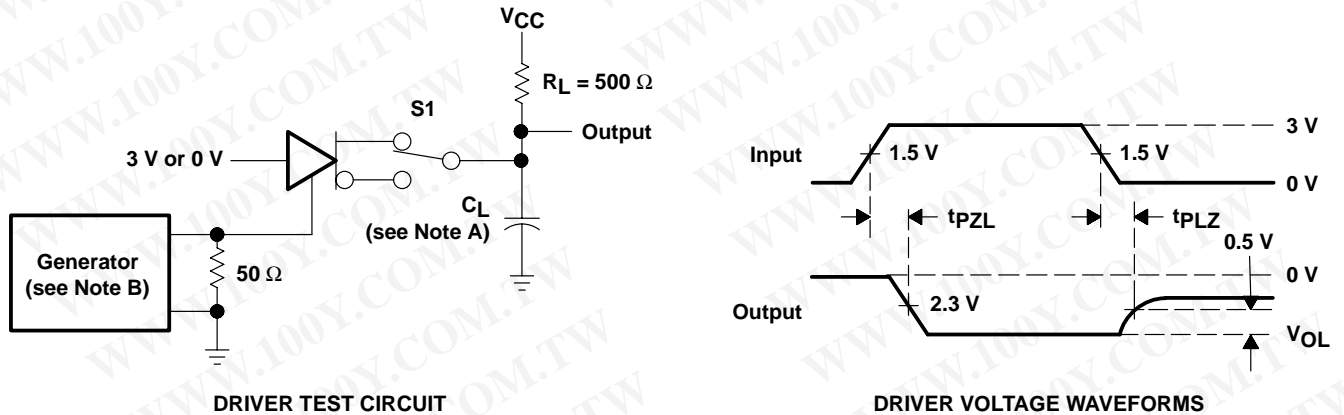 VCC
RL = 500 Ω
S1
Output
3 V or 0 V
CL
(see Note A)
Generator
(see Note B)
50 Ω
DRIVER TEST CIRCUIT
3 V
Input
1.5 V
1.5 V
0 V
tPZL
tPLZ
0.5 V
0 V
Output
2.3 V
VOL
DRIVER VOLTAGE WAVEFORMS
WWW.100Y.COM.TW